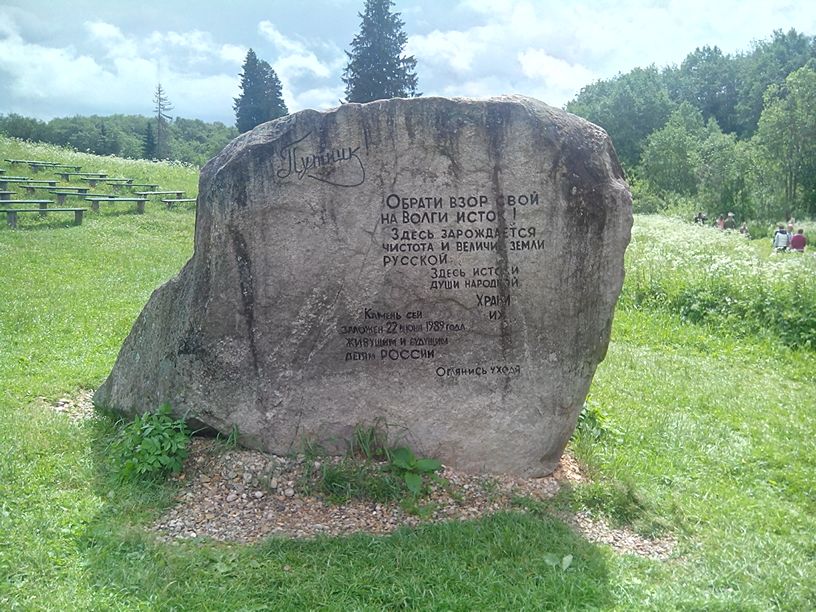 Путник
Обрати взор свой
на Волги исток!
Здесь зарождается
чистота и величие земли
русской.
Здесь истоки
души народной.
Храни
их
Камень сей
заложен 22 июня 1989 года
живущим и будущим
детям России
Оглянись уходя